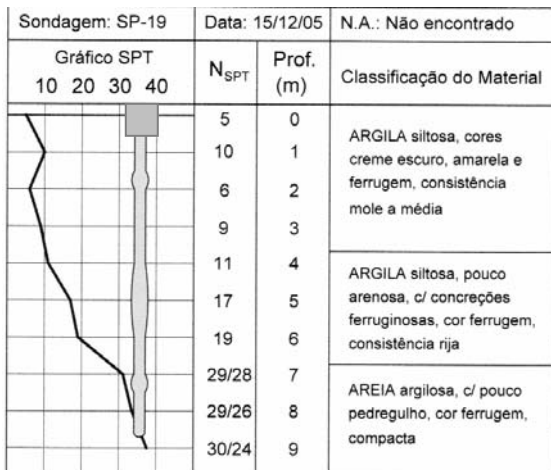 Sondagem: SP-19 Data: 15/12/05 N.A.: Não encontrado
Gráfico SPT
10 20 30 40
N_SPT
Prof.
(m)
Classificação do Material
5 0
10 1
6 2
9 3
11 4
17 5
19 6
29/28 7
29/26 8
30/24 9
ARGILA siltosa, cores
creme escuro, amarela e
ferrugem, consistência
mole a média
ARGILA siltosa, pouco
arenosa, c/ concreções
ferruginosas, cor ferrugem,
consistência rija
AREIA argilosa, c/ pouco
pedregulho, cor ferrugem,
compacta